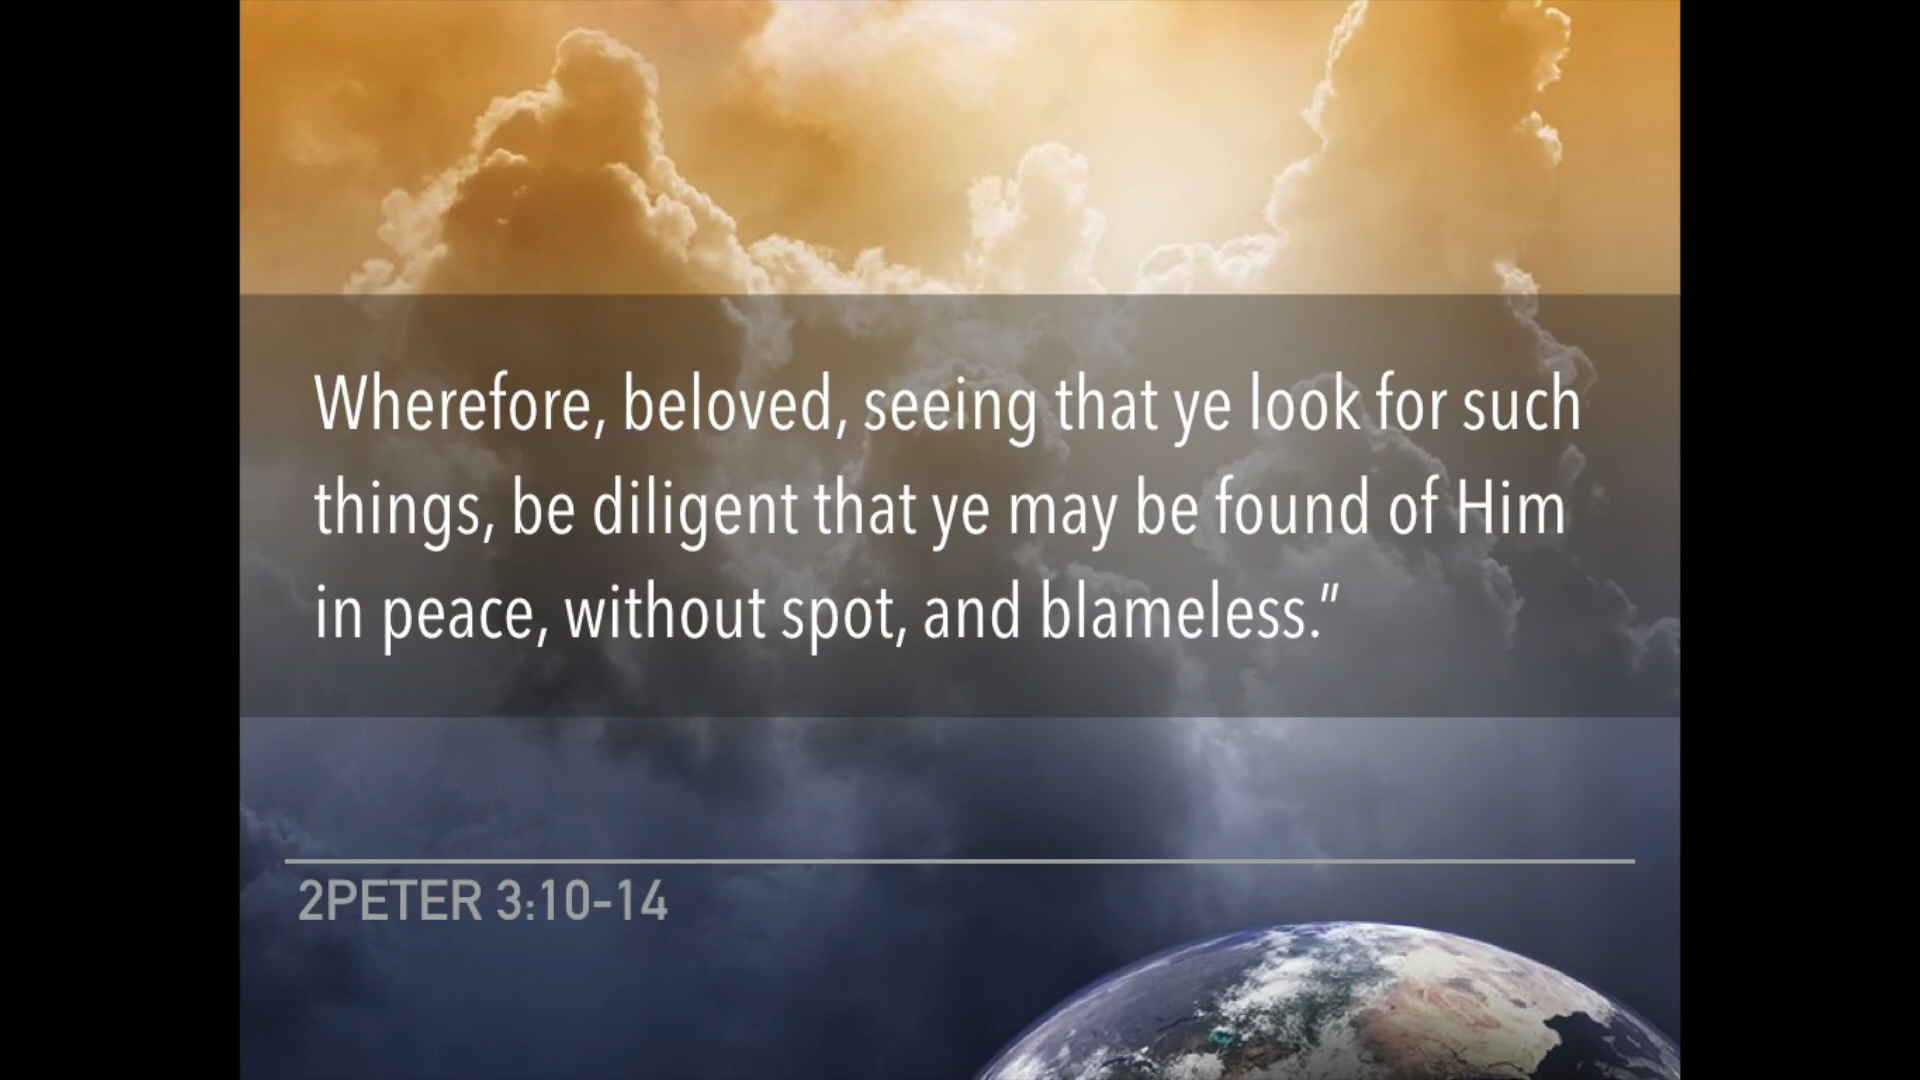 Wherefore, beloved, seeing that ye look for such
things, be diligent that ye may be found of Him
in peace, without spot, and blameless.”
2PETER 3:10-14